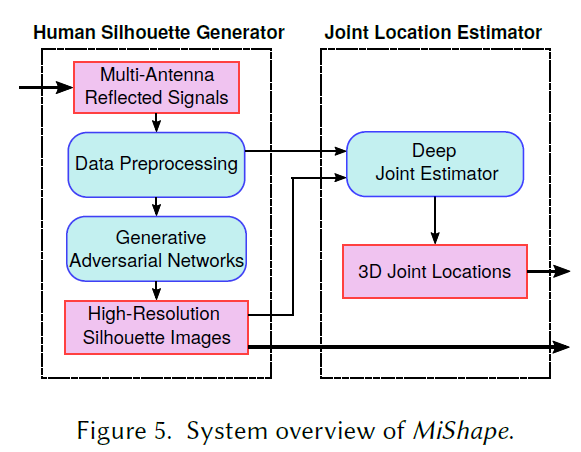 Human Silhouette Generator
Joint Location Estimator
Multi-Antenna
Reflected Signals
Data Preprocessing
Generative
Adversarial Networks
High-Resolution
Silhouette Images
Deep
Joint Estimator
3D Joint Locations
Figure 5. System overview of MiShape.